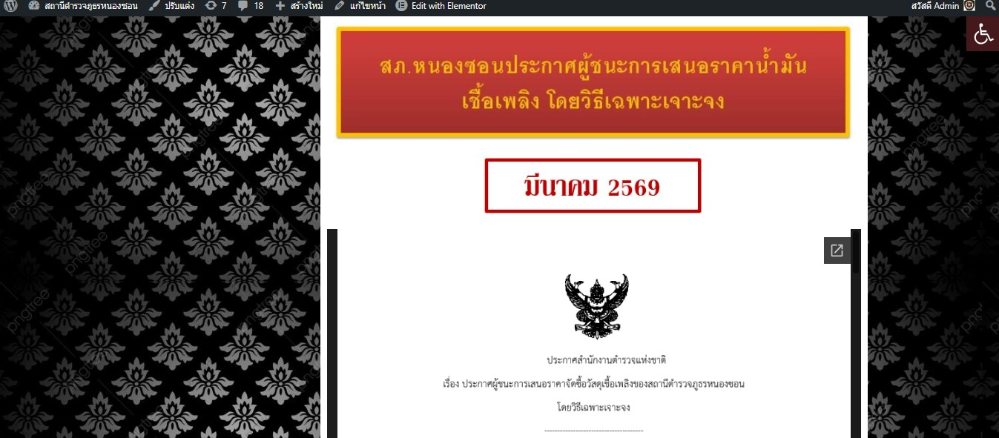 สถานีตำรวจภูธรหนองซอน ปรับแต่ง 7 18 สร้างใหม่ แก้ไขหน้า Edit with Elementor สวัสดี Admin
สภ.หนองซอนประกาศผู้ชนะการเสนอราคาน้ำมัน
เชื้อเพลิง โดยวิธีเฉพาะเจาะจง
มีนาคม 2569
ประกาศสำนักงานตำรวจแห่งชาติ
เรื่อง ประกาศผู้ชนะการเสนอราคาจัดซื้อวัสดุเชื้อเพลิงของสถานีตำรวจภูธรหนองซอน
โดยวิธีเฉพาะเจาะจง
pngtree
pngtree
pngtree
pngtree
pngtree